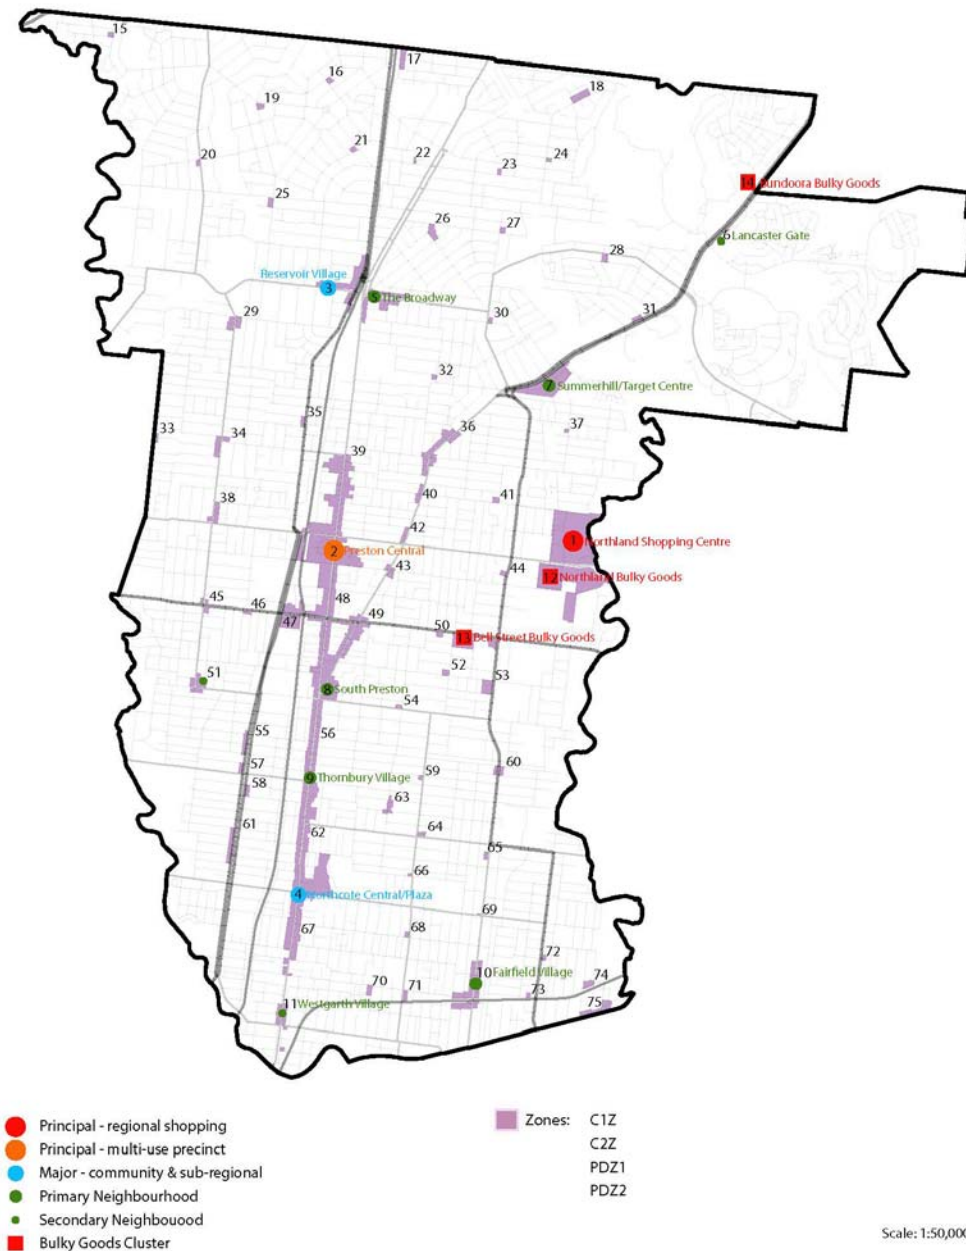 15
17
16
18
19
21
20
22
23
24
25
14 Bundoora Bulky Goods
26
27
6 Lancaster Gate
28
Reservoir Village
3
5 The Broadway
29
30
31
32
7 Summerhill/Target Centre
35
33
34
36
37
39
38
40
41
42
1 Northland Shopping Centre
2 Preston Central
43
44
12 Northland Bulky Goods
45
46
47
48
49
50
13 Bell Street Bulky Goods
51
52
53
8 South Preston
54
55
56
57
58
9 Thornbury Village
59
60
63
61
62
64
65
66
4 Northcote Central/Plaza
69
67
68
72
10 Fairfield Village
70
71
73
74
75
11 Westgarth Village
Principal - regional shopping
Principal - multi-use precinct
Major - community & sub-regional
Primary Neighbourhood
Secondary Neighbouood
Bulky Goods Cluster
Zones: C1Z
C2Z
PDZ1
PDZ2
Scale: 1:50,000